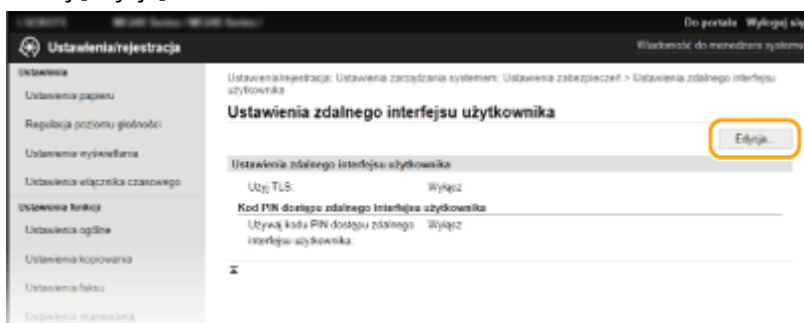 Do portalu Wyloguj się
Ustawienia/rejestracja
Wiadomość do menedżera systemu
Ustawienia
Ustawienia papieru
Regulacja poziomu głośności
Ustawienia wyświetlania
Ustawienia włącznika czasowego
Ustawienia funkcji
Ustawienia ogólne
Ustawienia kopiowania
Ustawienia faksu
Ustawienia skanowania
Ustawienia/rejestracja: Ustawienia zarządzania systemem: Ustawienia zabezpieczeń > Ustawienia zdalnego interfejsu
użytkownika
Ustawienia zdalnego interfejsu użytkownika
Edycja...
Ustawienia zdalnego interfejsu użytkownika
Użyj TLS: Wyłącz
Kod PIN dostępu zdalnego interfejsu użytkownika
Używaj kodu PIN dostępu zdalnego Wyłącz
interfejsu użytkownika: